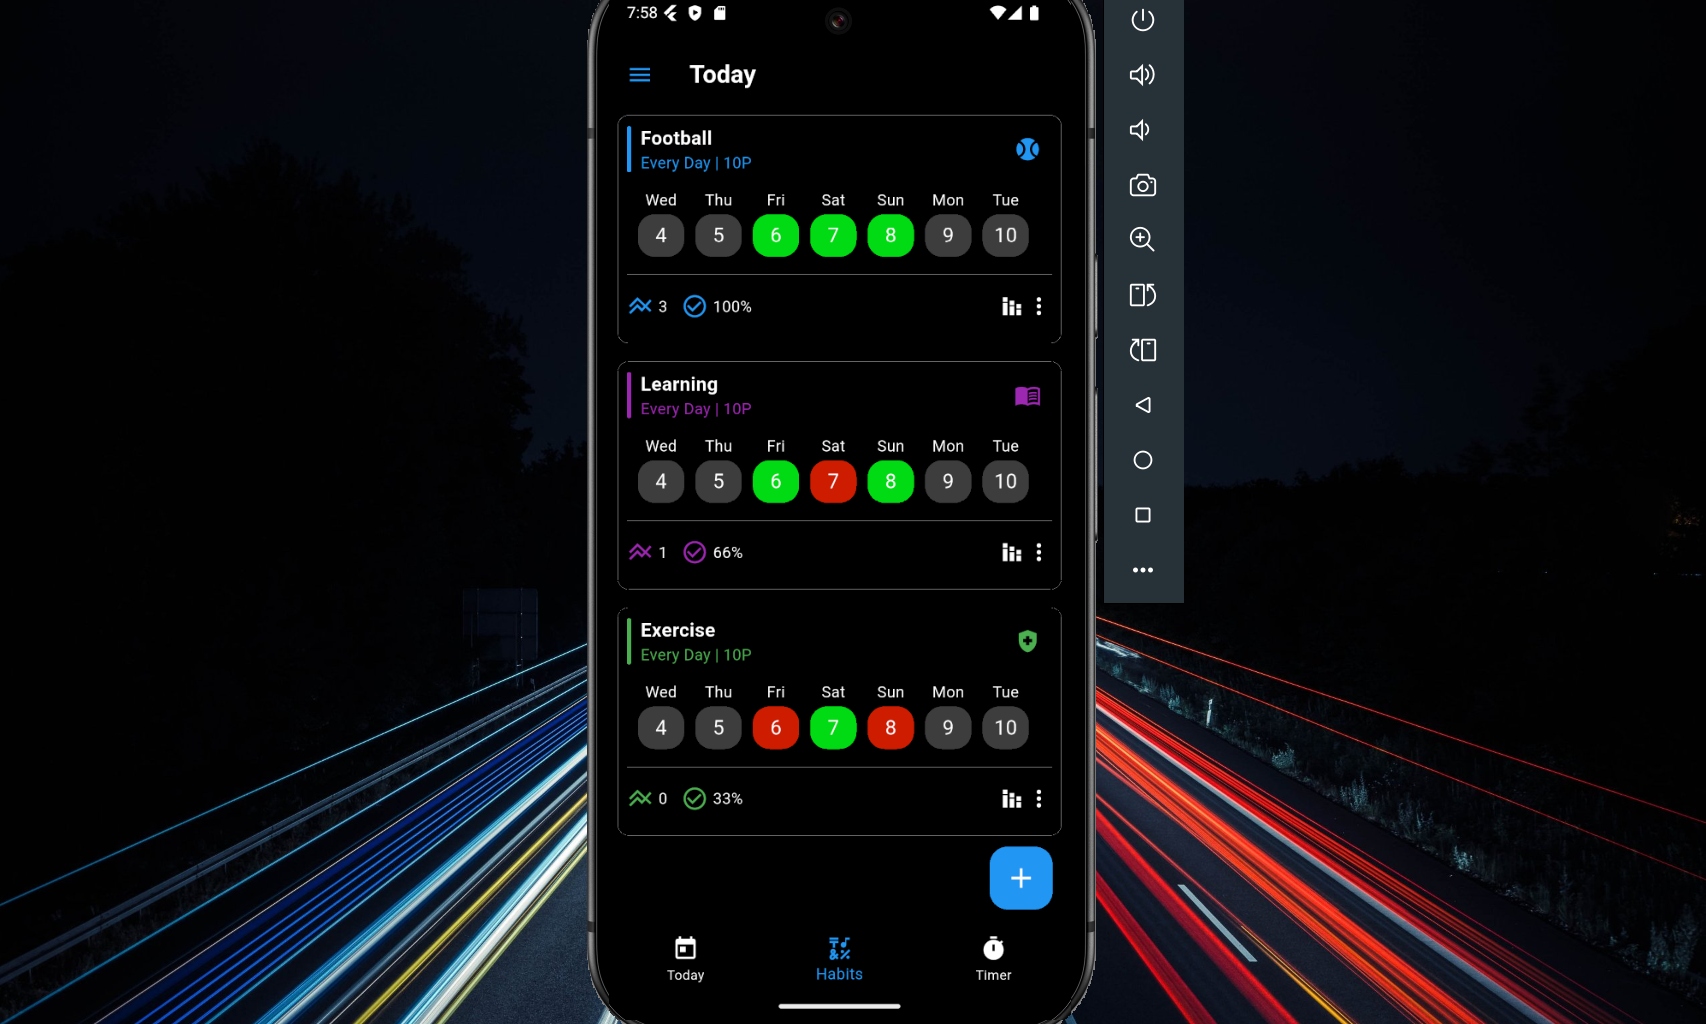 7:58
Today
Football
Every Day | 10P
Wed Thu Fri Sat Sun Mon Tue
4 5 6 7 8 9 10
3 100%
Learning
Every Day | 10P
Wed Thu Fri Sat Sun Mon Tue
4 5 6 7 8 9 10
1 66%
Exercise
Every Day | 10P
Wed Thu Fri Sat Sun Mon Tue
4 5 6 7 8 9 10
0 33%
Today Habits Timer